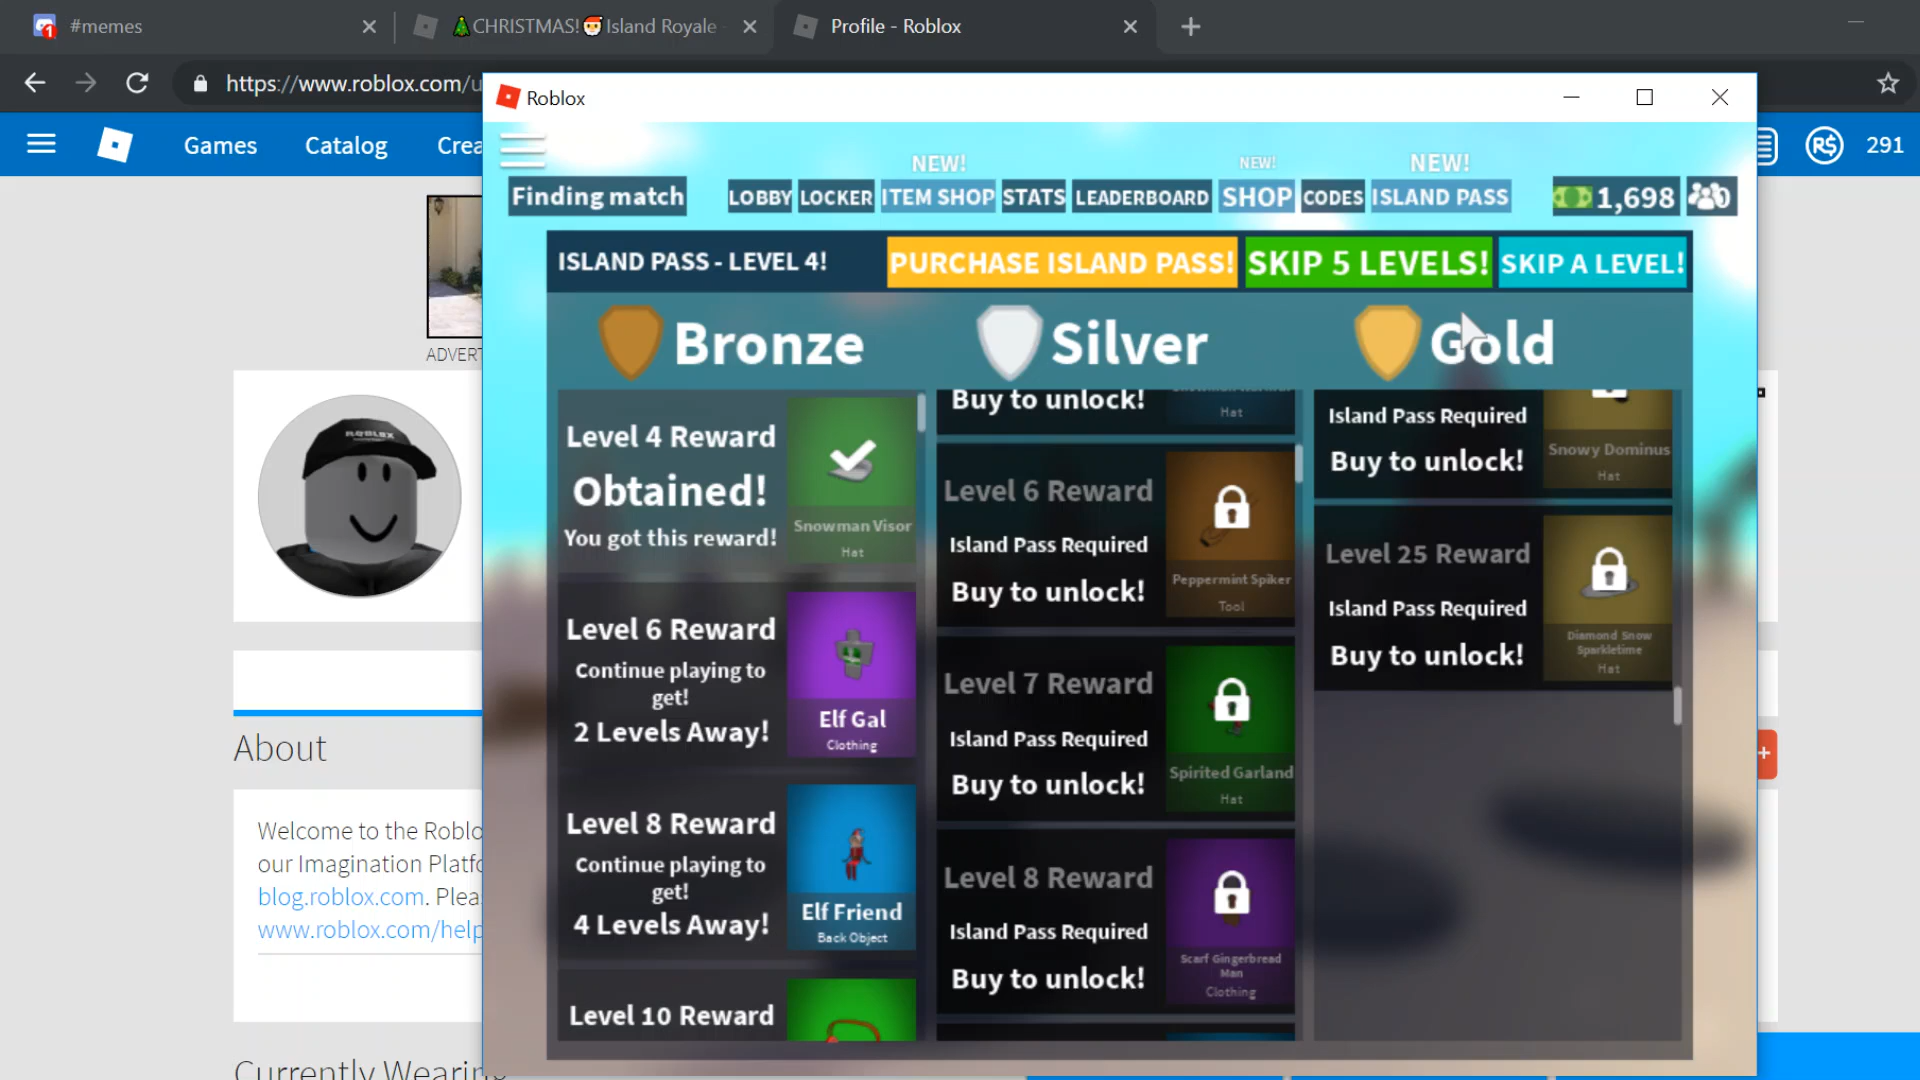 #memes
🎄CHRISTMAS!🎅Island Royale -
Profile - Roblox
https://www.roblox.com/u
Roblox
Games
Catalog
Crea
291
NEW!
NEW!
NEW!
Finding match
LOBBY
LOCKER
ITEM SHOP
STATS
LEADERBOARD
SHOP
CODES
ISLAND PASS
1,698
0
ISLAND PASS - LEVEL 4!
PURCHASE ISLAND PASS!
SKIP 5 LEVELS!
SKIP A LEVEL!
Bronze
Silver
Gold
Level 4 Reward
Obtained!
You got this reward!
Snowman Visor
Hat
Level 6 Reward
Continue playing to
get!
2 Levels Away!
Elf Gal
Clothing
Level 8 Reward
Continue playing to
get!
4 Levels Away!
Elf Friend
Back Object
Level 10 Reward
Buy to unlock!
Hat
Level 6 Reward
Island Pass Required
Buy to unlock!
Peppermint Spiker
Tool
Level 7 Reward
Island Pass Required
Buy to unlock!
Spirited Garland
Hat
Level 8 Reward
Island Pass Required
Buy to unlock!
Scarf Gingerbread
Man
Clothing
Island Pass Required
Buy to unlock!
Snowy Dominus
Hat
Level 25 Reward
Island Pass Required
Buy to unlock!
Diamond Snow
Sparkletime
Hat
ADVERT
ROBLOX
About
Welcome to the Roblo
our Imagination Platfo
blog.roblox.com. Plea
www.roblox.com/help
Currently Wearing